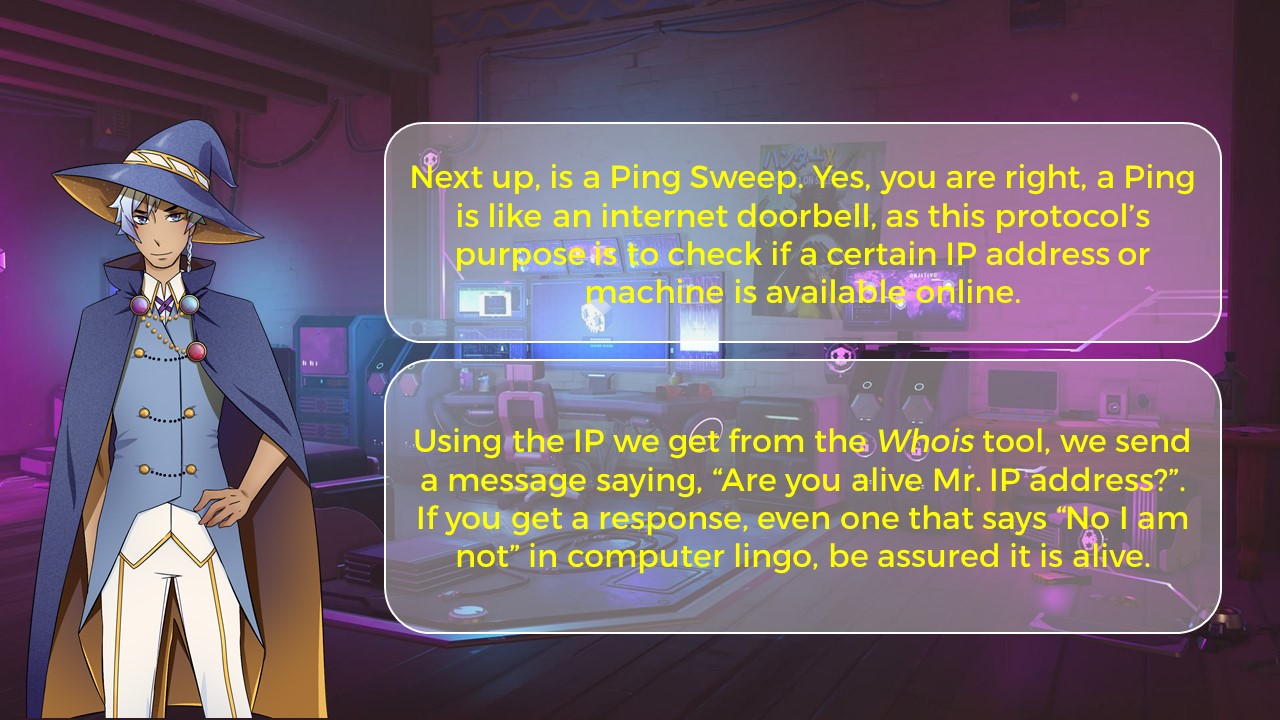 Next up, is a Ping Sweep. Yes, you are right, a Ping
is like an internet doorbell, as this protocol’s
purpose is to check if a certain IP address or
machine is available online.
Using the IP we get from the Whois tool, we send
a message saying, “Are you alive Mr. IP address?”.
If you get a response, even one that says “No I am
not” in computer lingo, be assured it is alive.